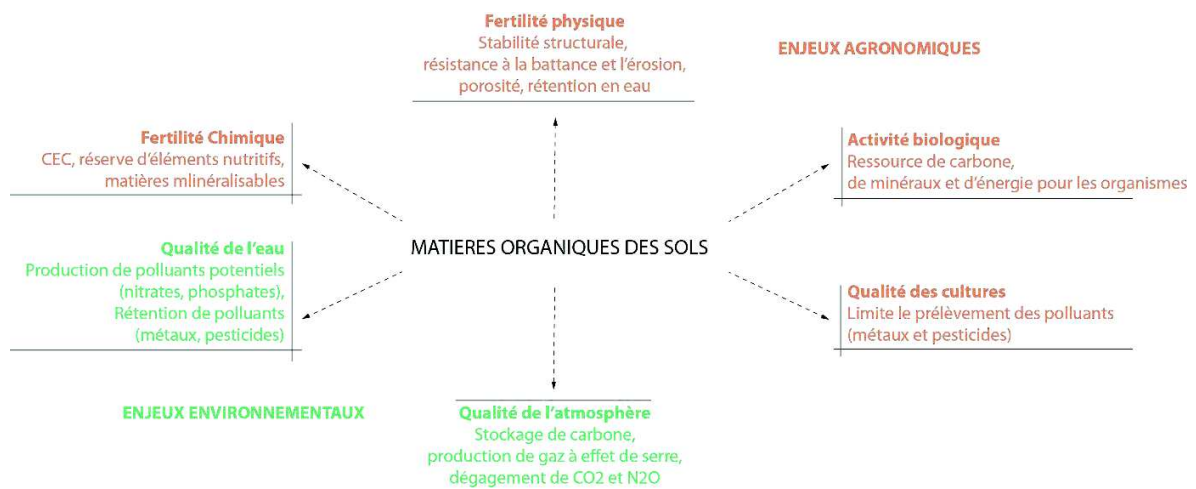 Fertilité physique
Stabilité structurale,
résistance à la battance et l'érosion,
porosité, rétention en eau
ENJEUX AGRONOMIQUES
Fertilité Chimique
CEC, réserve d'éléments nutritifs,
matières mlinéralisables
Activité biologique
Ressource de carbone,
de minéraux et d'énergie pour les organismes
MATIERES ORGANIQUES DES SOLS
Qualité de l'eau
Production de polluants potentiels
(nitrates, phosphates),
Rétention de polluants
(métaux, pesticides)
Qualité des cultures
Limite le prélèvement des polluants
(métaux et pesticides)
ENJEUX ENVIRONNEMENTAUX
Qualité de l'atmosphère
Stockage de carbone,
production de gaz à effet de serre,
dégagement de CO2 et N2O